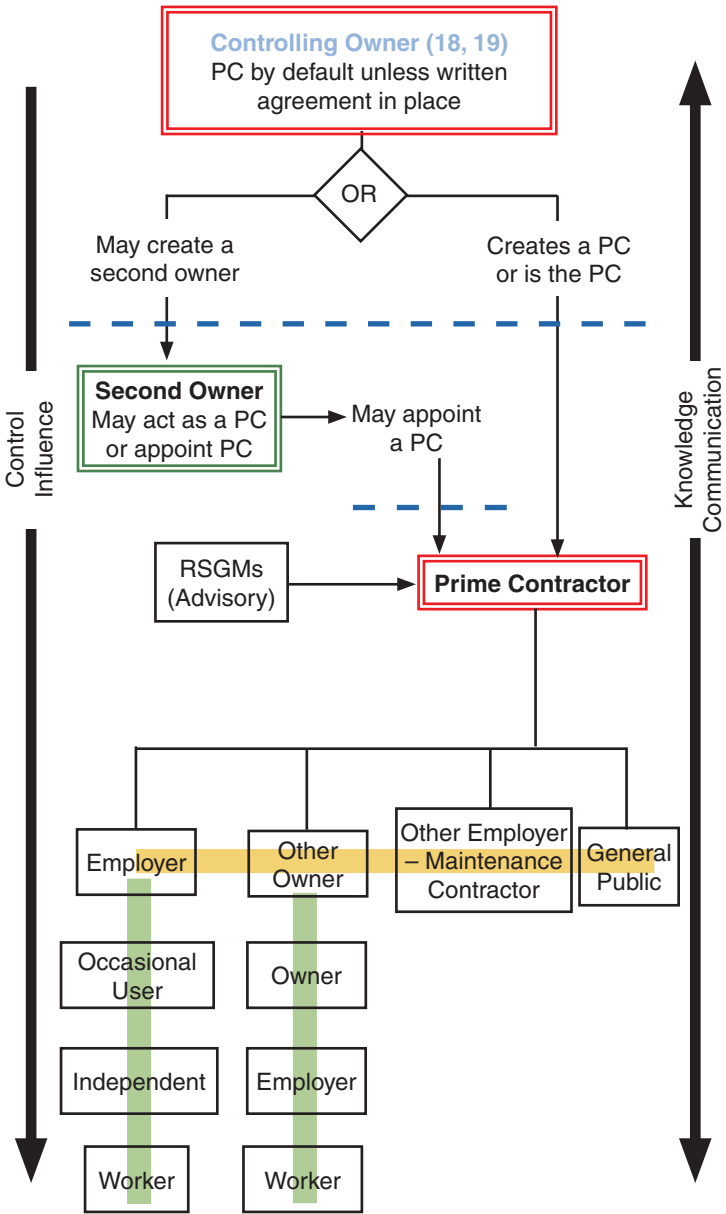 Controlling Owner (18, 19)
PC by default unless written
agreement in place
OR
May create a
second owner
Creates a PC
or is the PC
Second Owner
May act as a PC
or appoint PC
May appoint
a PC
Control
Influence
Knowledge
Communication
RSGMs
(Advisory)
Prime Contractor
Employer
Other
Owner
Other Employer
– Maintenance
Contractor
General
Public
Occasional
User
Owner
Independent
Employer
Worker
Worker